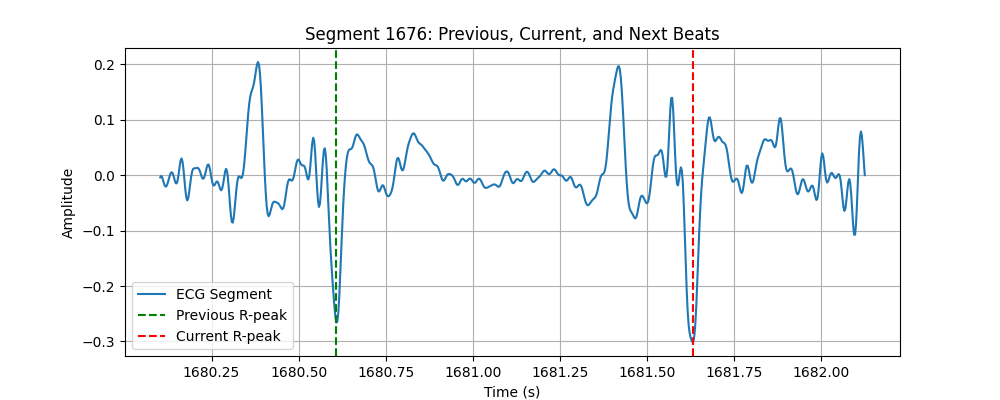 Segment 1676: Previous, Current, and Next Beats
0.2
0.1
0.0
−0.1
−0.2
−0.3
Amplitude
ECG Segment
Previous R-peak
Current R-peak
1680.25 1680.50 1680.75 1681.00 1681.25 1681.50 1681.75 1682.00
Time (s)